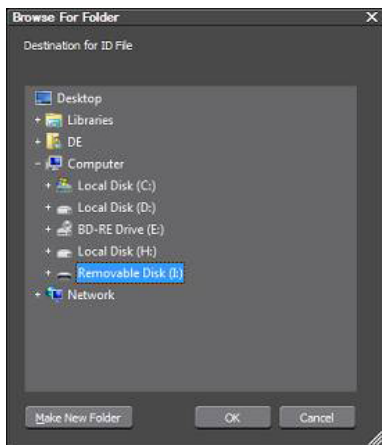 Browse For Folder
Destination for ID File
Desktop
Libraries
DE
Computer
Local Disk (C:)
Local Disk (D:)
BD-RE Drive (E:)
Local Disk (H:)
Removable Disk (I:)
Network
Make New Folder OK Cancel